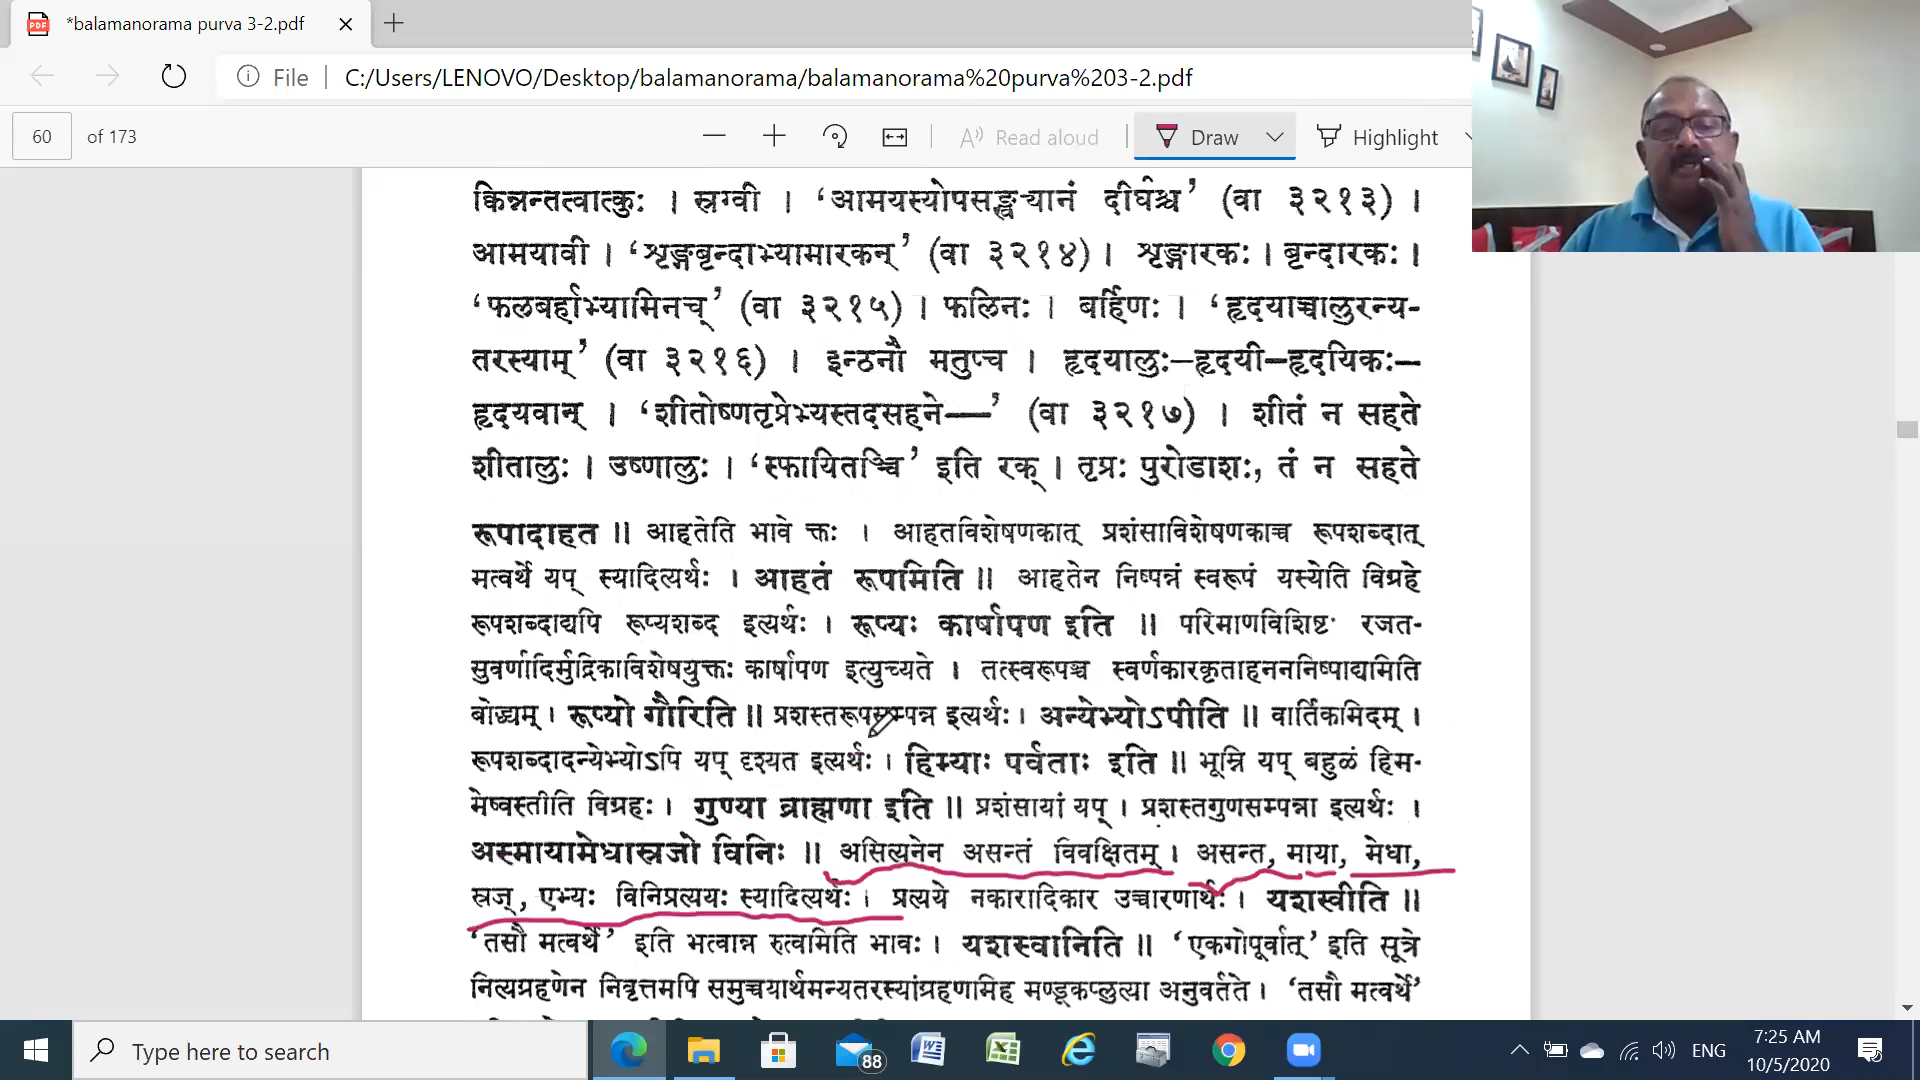 *balamanorama purva 3-2.pdf
File | C:/Users/LENOVO/Desktop/balamanorama/balamanorama%20purva%203-2.pdf
60 of 173 Read aloud Draw Highlight
क्विन्नन्तत्वात्कुः । स्रग्वी । 'आमयस्योपसङ्ख्यानं दीर्घश्च' (वा ३२१३) ।
आमयावी । 'शृङ्गबृन्दाभ्यामारकन्' (वा ३२१४) । शृङ्गारकः । बृन्दारकः ।
'फलबर्हाभ्यामिनच्' (वा ३२१५) । फलिनः । बर्हिणः । 'हृदयाच्चालुरन्य-
तरस्याम्' (वा ३२१६) । इन्ठनौ मतुप्च । हृदयालुः—हृदयी—हृदयिकः—
हृदयवान् । 'शीतोष्णतृप्रेभ्यस्तदसहने—' (वा ३२१७) । शीतं न सहते
शीतालुः । उष्णालुः । 'स्फायितञ्चि' इति रक् । तृप्रः पुरोडाशः, तं न सहते
रूपादाहत ॥ आहतेति भावे क्तः । आहतविशेषणकात् प्रशंसाविशेषणकाच्च रूपशब्दात्
मत्वर्थे यप् स्यादित्यर्थः । आहतं रूपमिति ॥ आहतेन निष्पन्नं स्वरूपं यस्येति विग्रहे
रूपशब्दाद्यपि रूप्यशब्द इत्यर्थः । रूप्यः कार्षापण इति ॥ परिमाणविशिष्ट रजत-
सुवर्णादिर्मुद्रिकाविशेषयुक्तः कार्षापण इत्युच्यते । तत्स्वरूपञ्च स्वर्णकारकृताहनननिष्पाद्यमिति
बोद्ध्यम् । रूप्यो गौरिति ॥ प्रशस्तरूपसम्पन्न इत्यर्थः । अन्येभ्योऽपीति ॥ वार्तिकमिदम् ।
रूपशब्दादन्येभ्योऽपि यप् दृश्यत इत्यर्थः । हिम्याः पर्वताः इति ॥ भूम्नि यप् बहुळं हिम-
मेष्वस्तीति विग्रहः । गुण्या ब्राह्मणा इति ॥ प्रशंसायां यप् । प्रशस्तगुणसम्पन्ना इत्यर्थः ।
अस्मायामेधास्रजो विनिः ॥ असित्यनेन असन्तं विवक्षितम् । असन्त, माया, मेधा,
स्रज्, एभ्यः विनिप्रत्ययः स्यादित्यर्थः । प्रत्यये नकारादिकार उच्चारणार्थः । यशस्वीति ॥
'तसौ मत्वर्थे' इति भत्वान्न रुत्वमिति भावः । यशस्वानिति ॥ 'एकगोपूर्वात्' इति सूत्रे
नित्यग्रहणेन निवृत्तमपि समुच्चयार्थमन्यतरस्यांग्रहणमिह मण्डूकप्लुत्या अनुवर्तते । 'तसौ मत्वर्थे'
Type here to search
88
ENG
7:25 AM
10/5/2020